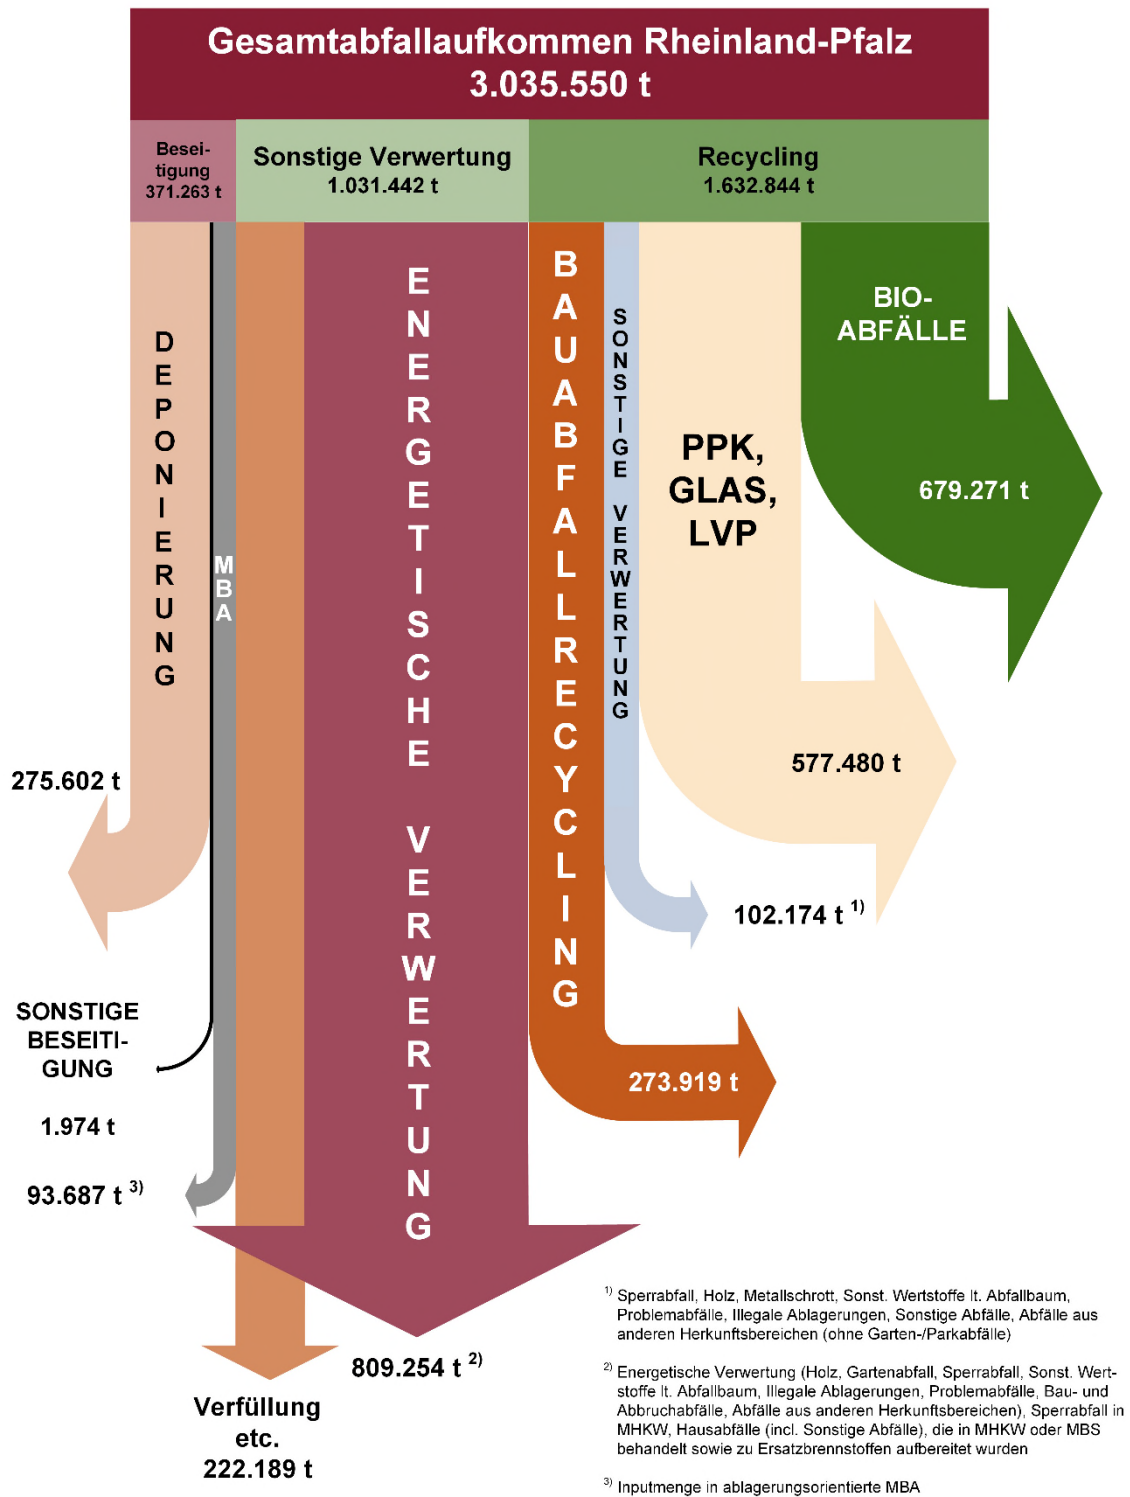 Gesamtabfallaufkommen Rheinland-Pfalz
3.035.550 t
Besei-
tigung
371.263 t
Sonstige Verwertung
1.031.442 t
Recycling
1.632.844 t
DEPONIERUNG
MBA
ENERGETISCHE VERWERTUNG
BAUABFALLRECYCLING
SONSTIGE VERWERTUNG
PPK,
GLAS,
LVP
BIO-
ABFÄLLE
679.271 t
577.480 t
275.602 t
102.174 t 1)
SONSTIGE
BESEITI-
GUNG
1.974 t
273.919 t
93.687 t 3)
809.254 t 2)
Verfüllung
etc.
222.189 t
1) Sperrabfall, Holz, Metallschrott, Sonst. Wertstoffe lt. Abfallbaum,
Problemabfälle, Illegale Ablagerungen, Sonstige Abfälle, Abfälle aus
anderen Herkunftsbereichen (ohne Garten-/Parkabfälle)
2) Energetische Verwertung (Holz, Gartenabfall, Sperrabfall, Sonst. Wert-
stoffe lt. Abfallbaum, Illegale Ablagerungen, Problemabfälle, Bau- und
Abbruchabfälle, Abfälle aus anderen Herkunftsbereichen), Sperrabfall in
MHKW, Hausabfälle (incl. Sonstige Abfälle), die in MHKW oder MBS
behandelt sowie zu Ersatzbrennstoffen aufbereitet wurden
3) Inputmenge in ablagerungsorientierte MBA